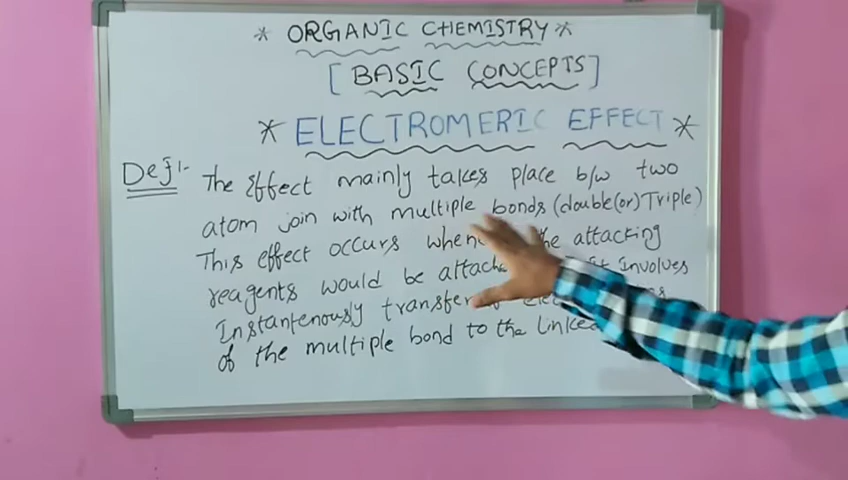 * ORGANIC CHEMISTRY *
[ BASIC CONCEPTS ]
* ELECTROMERIC EFFECT *
Def:- The Effect mainly takes place b/w two
atom join with multiple bonds (double (or) Triple)
This effect occurs when the attacking
reagents would be It involves
Instantenously transfer
of the multiple bond to the linked